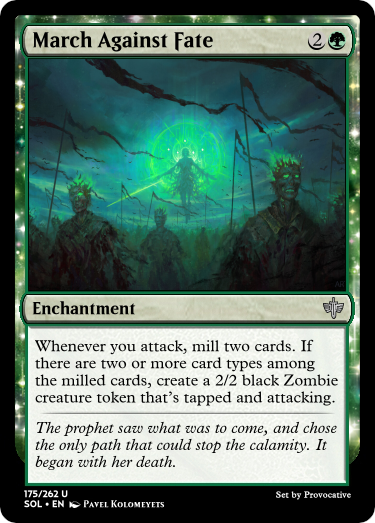 March Against Fate 2
Enchantment
Whenever you attack, mill two cards. If
there are two or more card types among
the milled cards, create a 2/2 black Zombie
creature token that's tapped and attacking.
The prophet saw what was to come, and chose
the only path that could stop the calamity. It
began with her death.
175/262 U
SOL • EN Pavel Kolomeyets
Set by Provocative